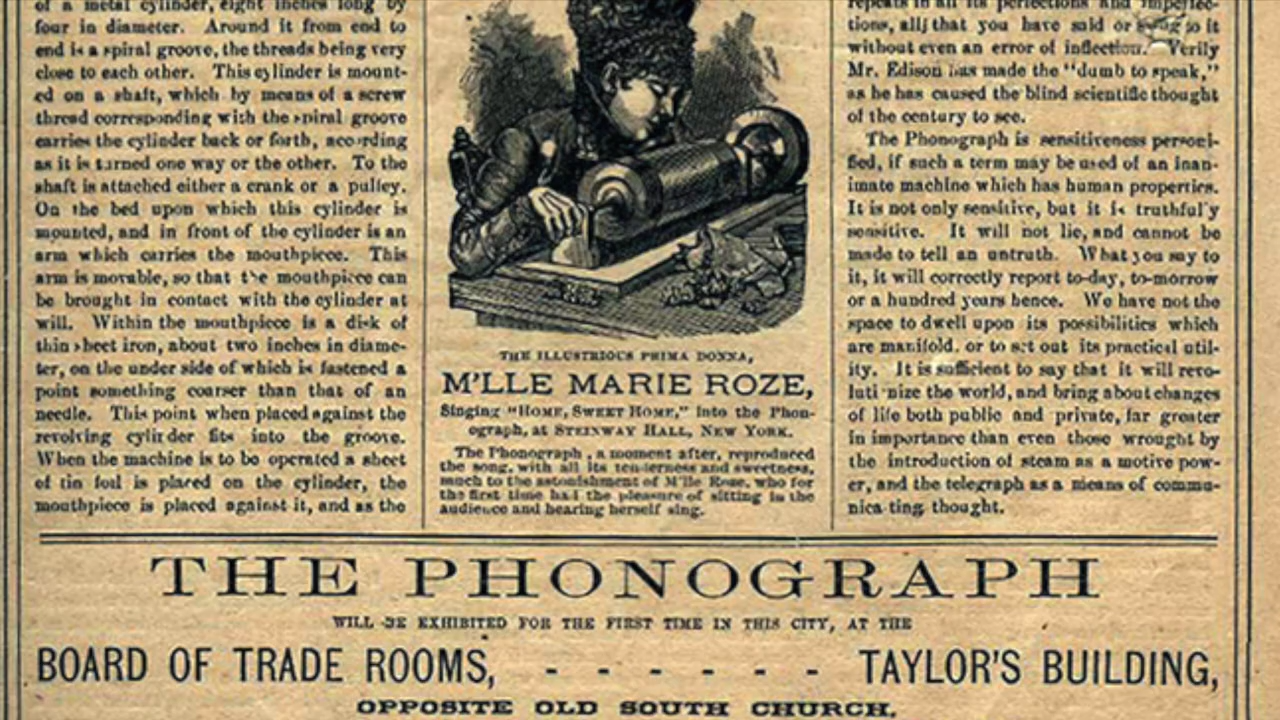 of a metal cylinder, eight inches long by
four in diameter. Around it from end to
end is a spiral groove, the threads being very
close to each other. This cylinder is mount-
ed on a shaft, which by means of a screw
thread corresponding with the spiral groove
carries the cylinder back or forth, according
as it is turned one way or the other. To the
shaft is attached either a crank or a pulley.
On the bed upon which this cylinder is
mounted, and in front of the cylinder is an
arm which carries the mouthpiece. This
arm is movable, so that the mouthpiece can
be brought in contact with the cylinder at
will. Within the mouthpiece is a disk of
thin sheet iron, about two inches in diame-
ter, on the under side of which is fastened a
point something coarser than that of an
needle. This point when placed against the
revolving cylinder fits into the groove.
When the machine is to be operated a sheet
of tin foil is placed on the cylinder, the
mouthpiece is placed against it, and as the
THE ILLUSTRIOUS PRIMA DONNA,
M'LLE MARIE ROZE,
Singing "HOME, SWEET HOME," into the Phon-
ograph, at STEINWAY HALL, NEW YORK.
The Phonograph, a moment after, reproduced
the song, with all its tenderness and sweetness,
much to the astonishment of M'lle Roze, who for
the first time had the pleasure of sitting in the
audience and hearing herself sing.
repeats in all its perfections and imperfec-
tions, all that you have said or sung to it
without even an error of inflection. Verily
Mr. Edison has made the "dumb to speak,"
as he has caused the blind scientific thought
of the century to see.
The Phonograph is sensitiveness personi-
fied, if such a term may be used of an inan-
imate machine which has human properties.
It is not only sensitive, but it is truthfully
sensitive. It will not lie, and cannot be
made to tell an untruth. What you say to
it, it will correctly report to-day, to-morrow
or a hundred years hence. We have not the
space to dwell upon its possibilities which
are manifold, or to set out its practical util-
ity. It is sufficient to say that it will revo-
lutionize the world, and bring about changes
of life both public and private, far greater
in importance than even those wrought by
the introduction of steam as a motive pow-
er, and the telegraph as a means of commu-
nicating thought.
THE PHONOGRAPH
WILL BE EXHIBITED FOR THE FIRST TIME IN THIS CITY, AT THE
BOARD OF TRADE ROOMS, - - - - - - TAYLOR'S BUILDING,
OPPOSITE OLD SOUTH CHURCH.